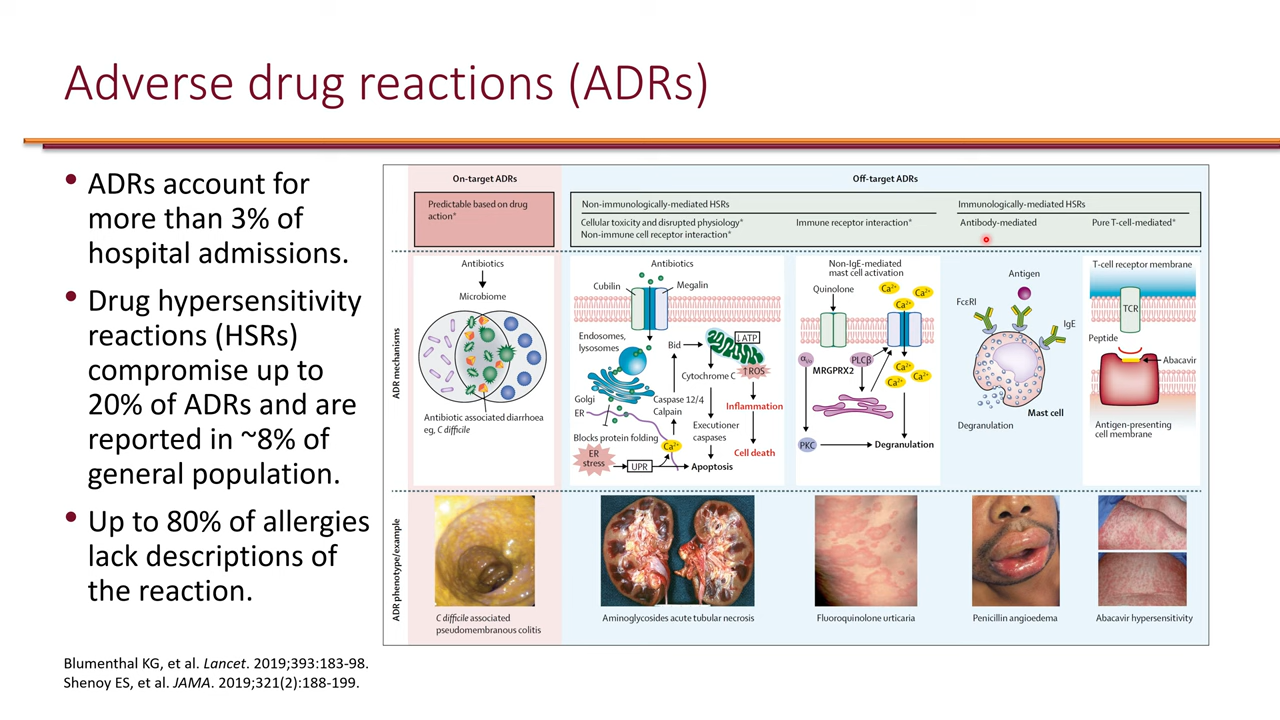 Adverse drug reactions (ADRs)
• ADRs account for
more than 3% of
hospital admissions.
• Drug hypersensitivity
reactions (HSRs)
compromise up to
20% of ADRs and are
reported in ~8% of
general population.
• Up to 80% of allergies
lack descriptions of
the reaction.
Blumenthal KG, et al. Lancet. 2019;393:183-98.
Shenoy ES, et al. JAMA. 2019;321(2):188-199.
On-target ADRs
Off-target ADRs
Predictable based on drug
action*
Non-immunologically-mediated HSRs
Cellular toxicity and disrupted physiology*
Non-immune cell receptor interaction*
Immune receptor interaction*
Immunologically-mediated HSRs
Antibody-mediated
Pure T-cell-mediated*
ADR mechanisms
Antibiotics
Microbiome
Antibiotic associated diarrhoea
eg, C difficile
Antibiotics
Cubilin
Megalin
Endosomes,
lysosomes
Bid
↓ATP
Cytochrome C
↑ROS
Golgi
ER
Caspase 12/4
Calpain
Inflammation
Executioner
caspases
Blocks protein folding
Ca²⁺
Cell death
ER
stress
UPR
Apoptosis
Non-IgE-mediated
mast cell activation
Quinolone
Ca²⁺
Ca²⁺
Ca²⁺
PLCβ
MRGPRX2
Ca²⁺
Ca²⁺
Ca²⁺
PKC
Degranulation
Antigen
FcεRI
IgE
Mast cell
Degranulation
T-cell receptor membrane
TCR
Peptide
Abacavir
Antigen-presenting
cell membrane
ADR phenotype/example
C difficile associated
pseudomembranous colitis
Aminoglycosides acute tubular necrosis
Fluoroquinolone urticaria
Penicillin angioedema
Abacavir hypersensitivity